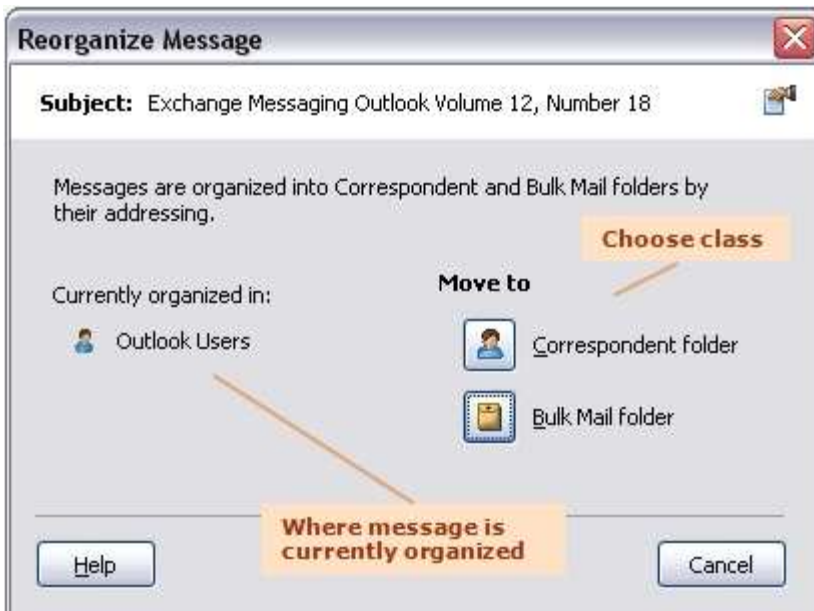 Reorganize Message
Subject: Exchange Messaging Outlook Volume 12, Number 18
Messages are organized into Correspondent and Bulk Mail folders by
their addressing.
Choose class
Currently organized in:
Outlook Users
Move to
Correspondent folder
Bulk Mail folder
Where message is
currently organized
Help
Cancel